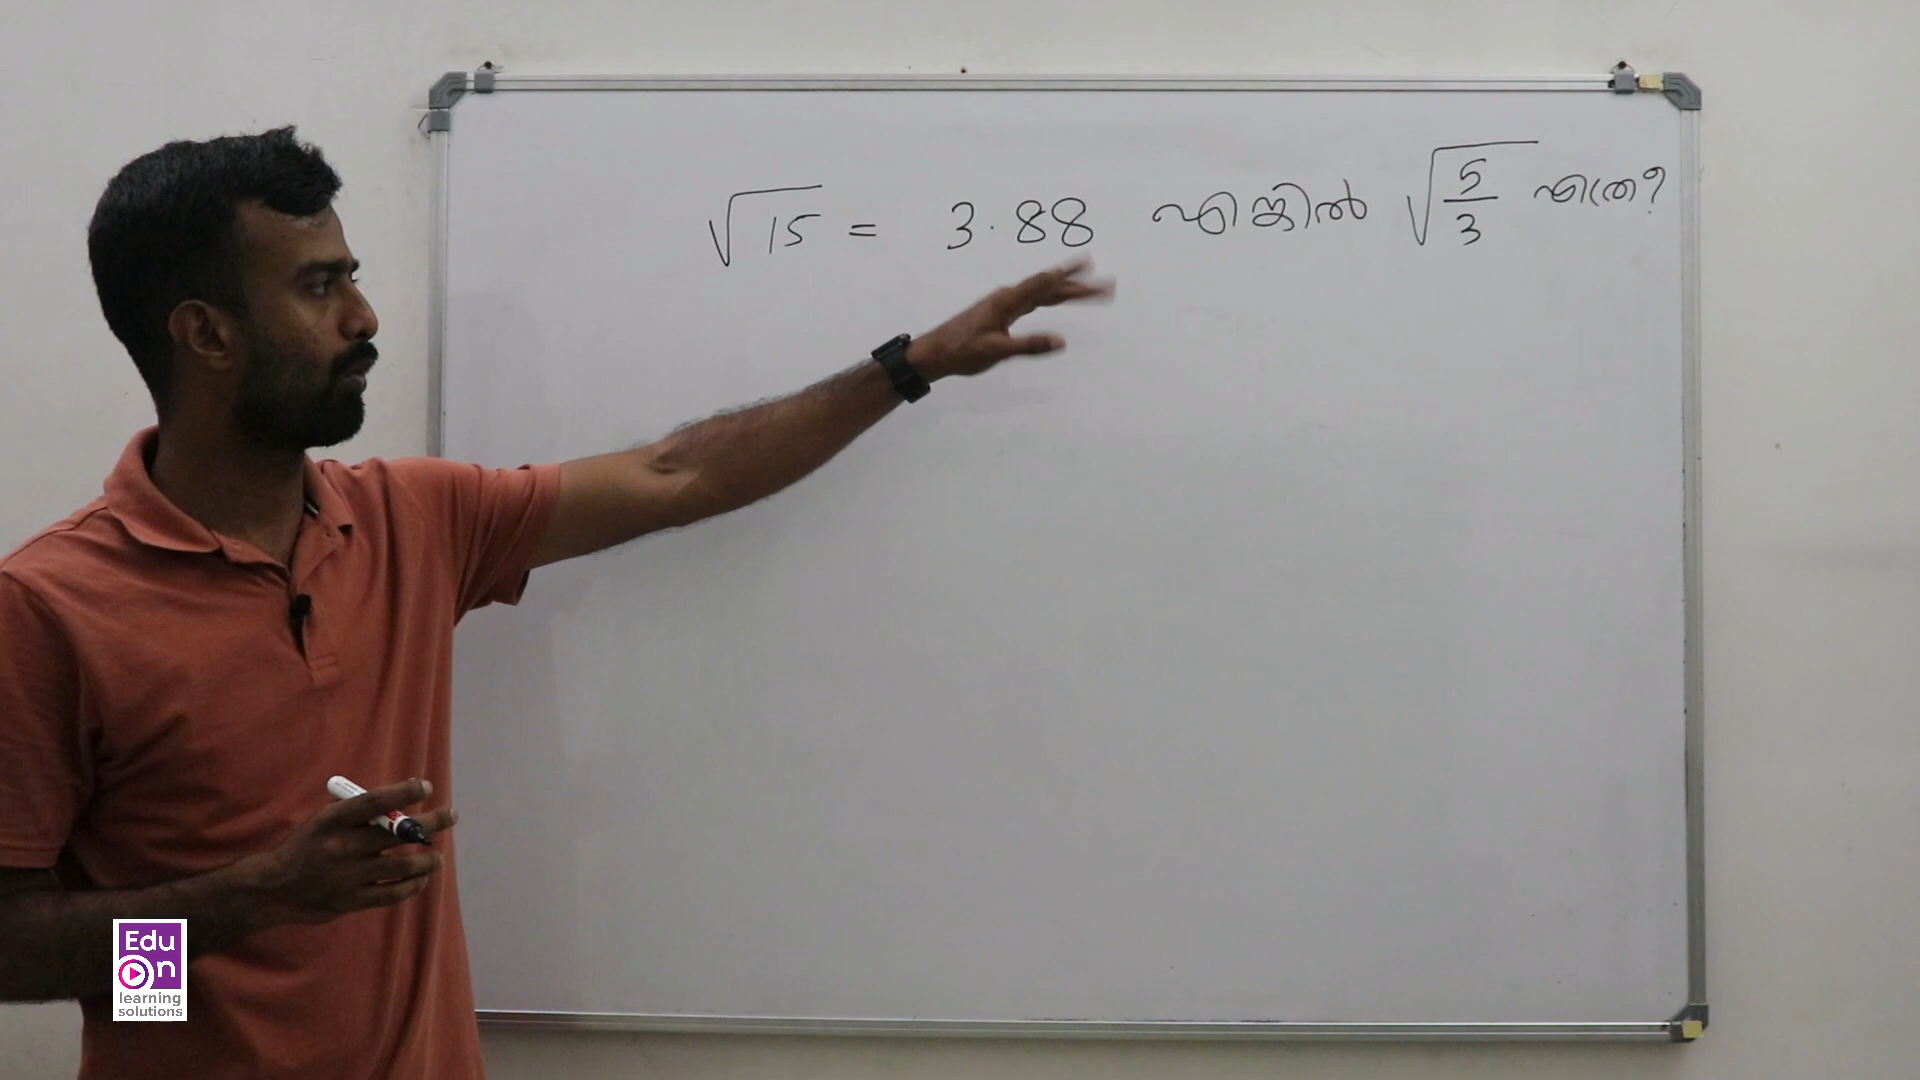 √15 = 3.88 എങ്കിൽ √5/3 എത്ര?
Edu
On
learning
solutions